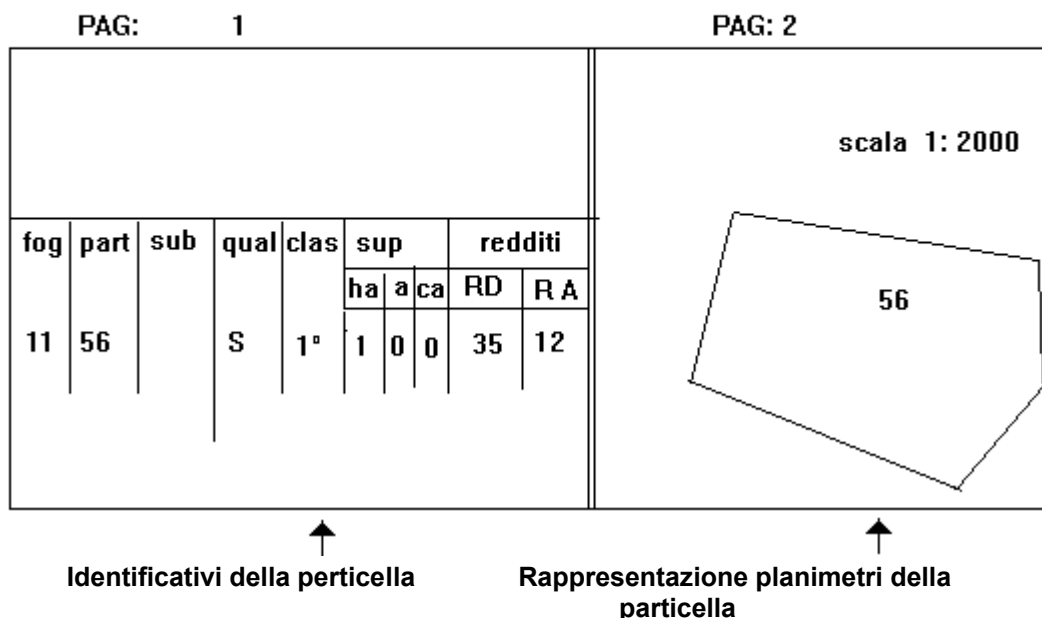 PAG: 1 PAG: 2
scala 1: 2000
fog part sub qual clas sup redditi
ha a ca RD R A
56
11 56 S 1° 1 0 0 35 12
Identificativi della perticella Rappresentazione planimetri della
particella